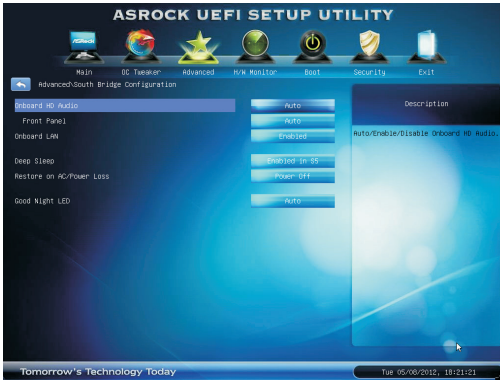 ASROCK UEFI SETUP UTILITY
ASRock
Main OC Tweaker Advanced H/W Monitor Boot Security Exit
Advanced\South Bridge Configuration
Description
Onboard HD Audio Auto
Front Panel Auto
Onboard LAN Enabled
Auto/Enable/Disable Onboard HD Audio.
Deep Sleep Enabled in S5
Restore on AC/Power Loss Power Off
Good Night LED Auto
Tomorrow's Technology Today
Tue 05/08/2012, 18:21:21